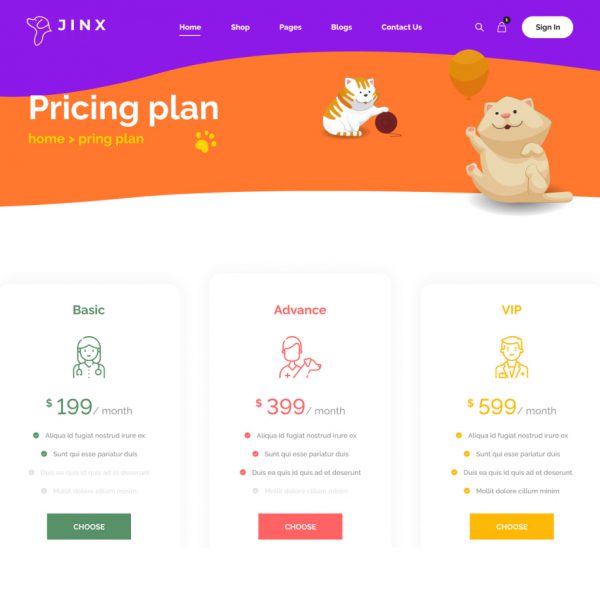 JINX
Home Shop Pages Blogs Contact Us Sign In
Pricing plan
home > pring plan
Basic
$ 199 / month
Aliqua id fugiat nostrud irure ex
Sunt qui esse pariatur duis
Duis ea quis id quis ad et deserunt
Mollit dolore cillum minim
CHOOSE
Advance
$ 399 / month
Aliqua id fugiat nostrud irure ex
Sunt qui esse pariatur duis
Duis ea quis id quis ad et deserunt
Mollit dolore cillum minim
CHOOSE
VIP
$ 599 / month
Aliqua id fugiat nostrud irure ex
Sunt qui esse pariatur duis
Duis ea quis id quis ad et deserunt
Mollit dolore cillum minim
CHOOSE